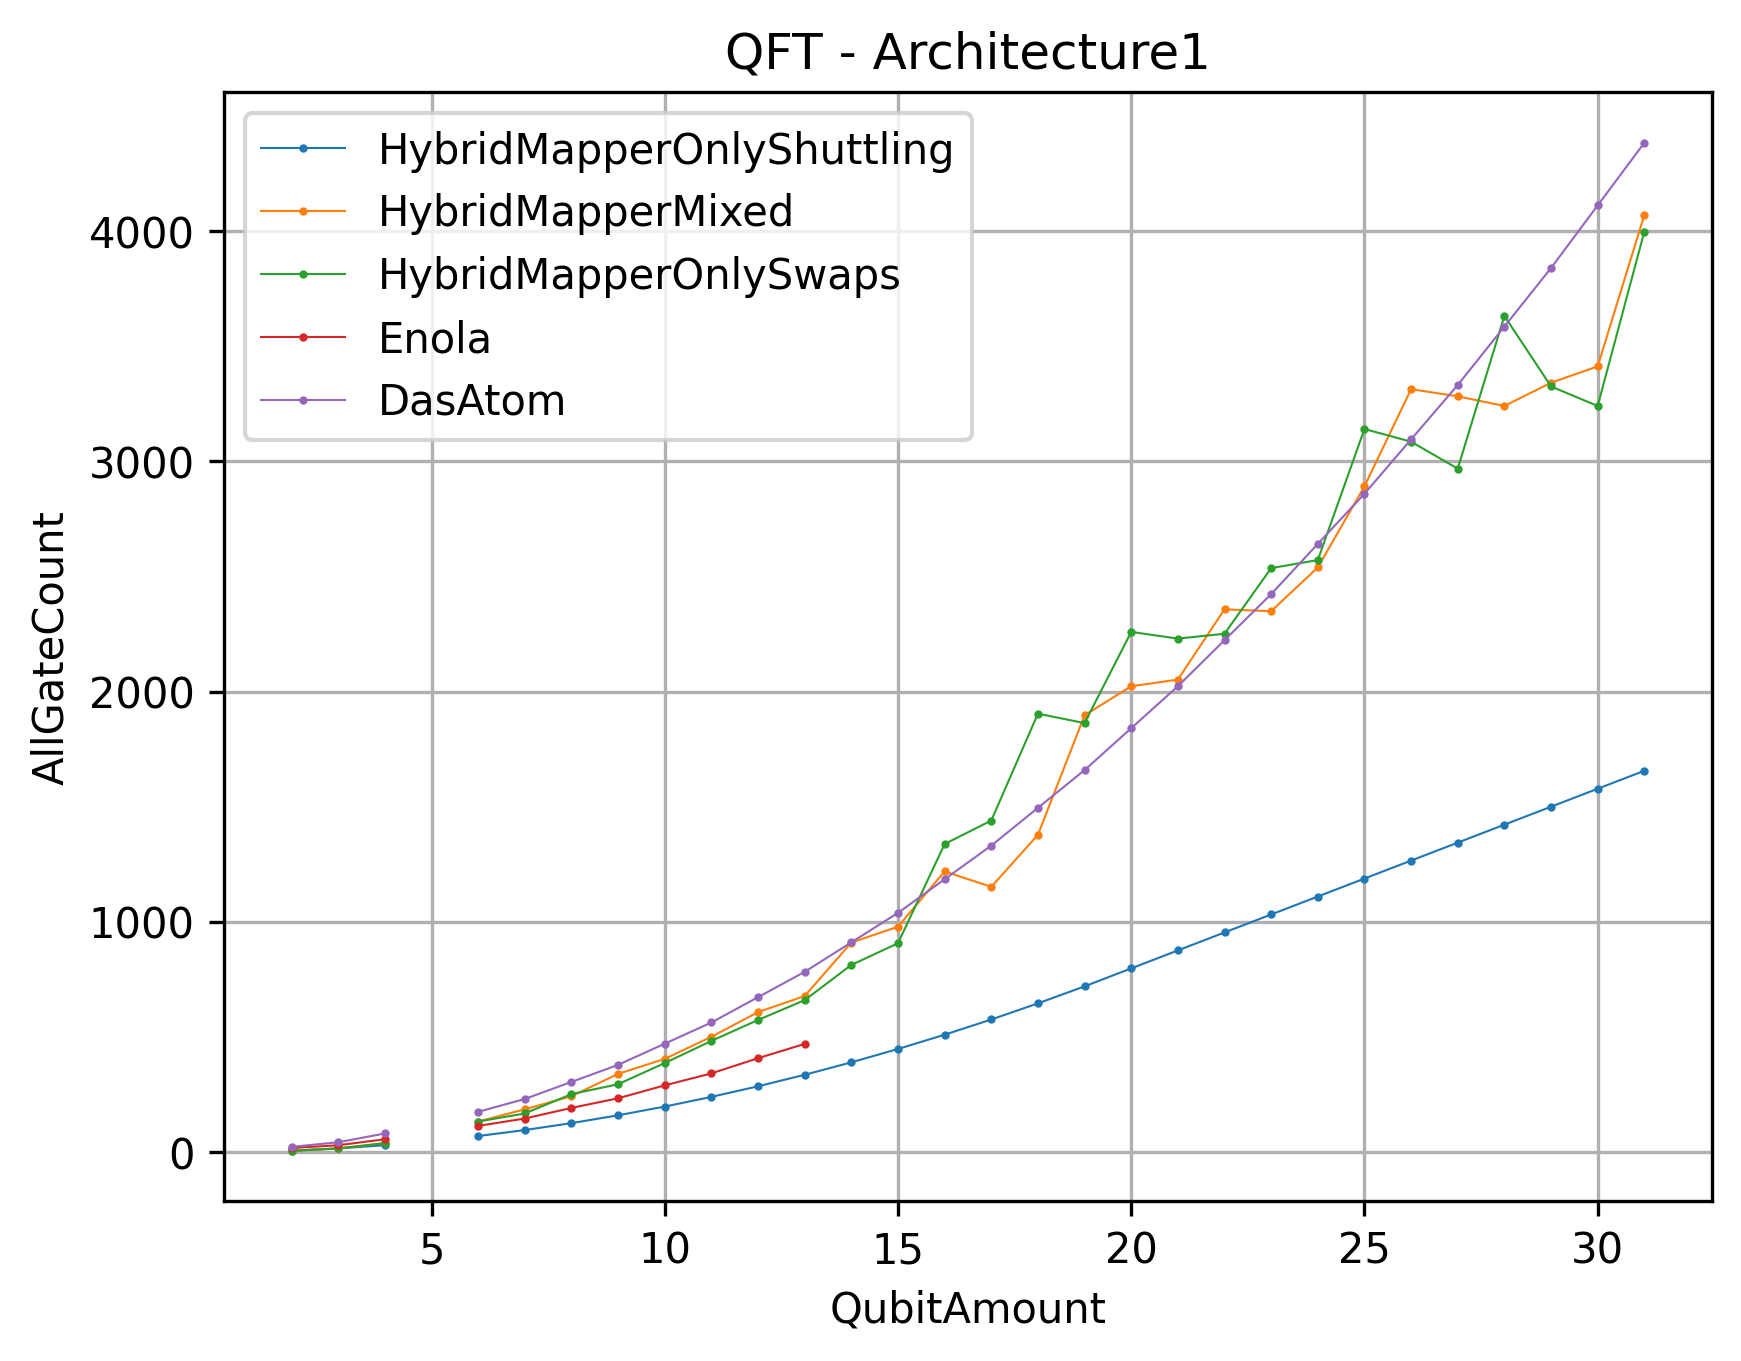 QFT - Architecture1
HybridMapperOnlyShuttling
HybridMapperMixed
HybridMapperOnlySwaps
Enola
DasAtom
AllGateCount
4000
3000
2000
1000
0
5 10 15 20 25 30
QubitAmount